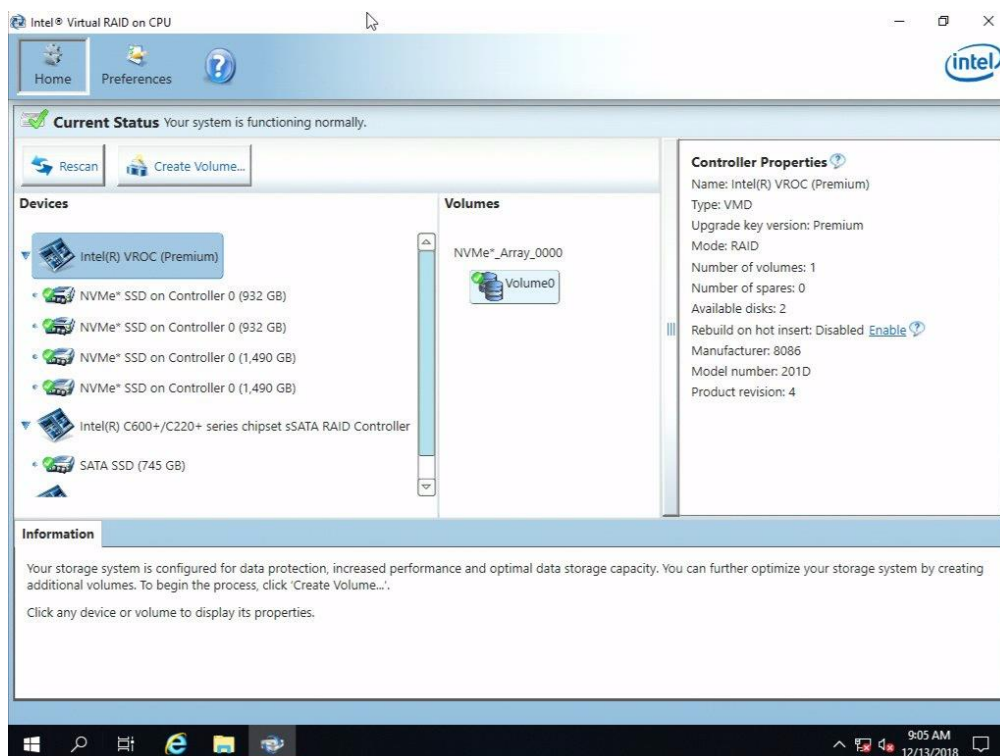 Intel® Virtual RAID on CPU
Home
Preferences
intel
Current Status Your system is functioning normally.
Rescan
Create Volume...
Devices
Intel(R) VROC (Premium)
NVMe* SSD on Controller 0 (932 GB)
NVMe* SSD on Controller 0 (932 GB)
NVMe* SSD on Controller 0 (1,490 GB)
NVMe* SSD on Controller 0 (1,490 GB)
Intel(R) C600+/C220+ series chipset sSATA RAID Controller
SATA SSD (745 GB)
Volumes
NVMe*_Array_0000
Volume0
Controller Properties
Name: Intel(R) VROC (Premium)
Type: VMD
Upgrade key version: Premium
Mode: RAID
Number of volumes: 1
Number of spares: 0
Available disks: 2
Rebuild on hot insert: Disabled Enable
Manufacturer: 8086
Model number: 201D
Product revision: 4
Information
Your storage system is configured for data protection, increased performance and optimal data storage capacity. You can further optimize your storage system by creating
additional volumes. To begin the process, click 'Create Volume...'.
Click any device or volume to display its properties.
9:05 AM
12/13/2018